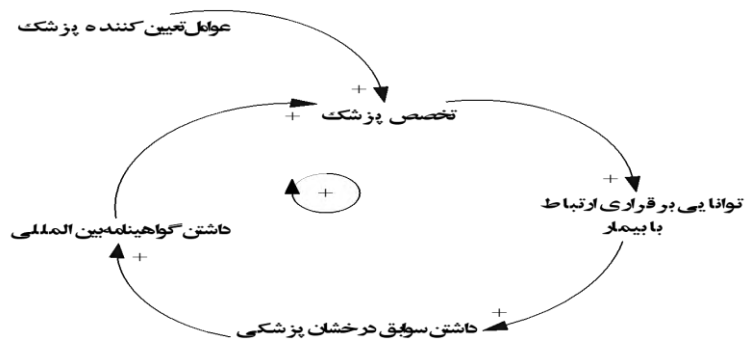 عوامل تعیین کننده پزشک
+
تخصص پزشک
+
+
توانایی برقراری ارتباط
با بیمار
+
داشتن گواهینامه بین المللی
+
+
داشتن سوابق درخشان پزشکی